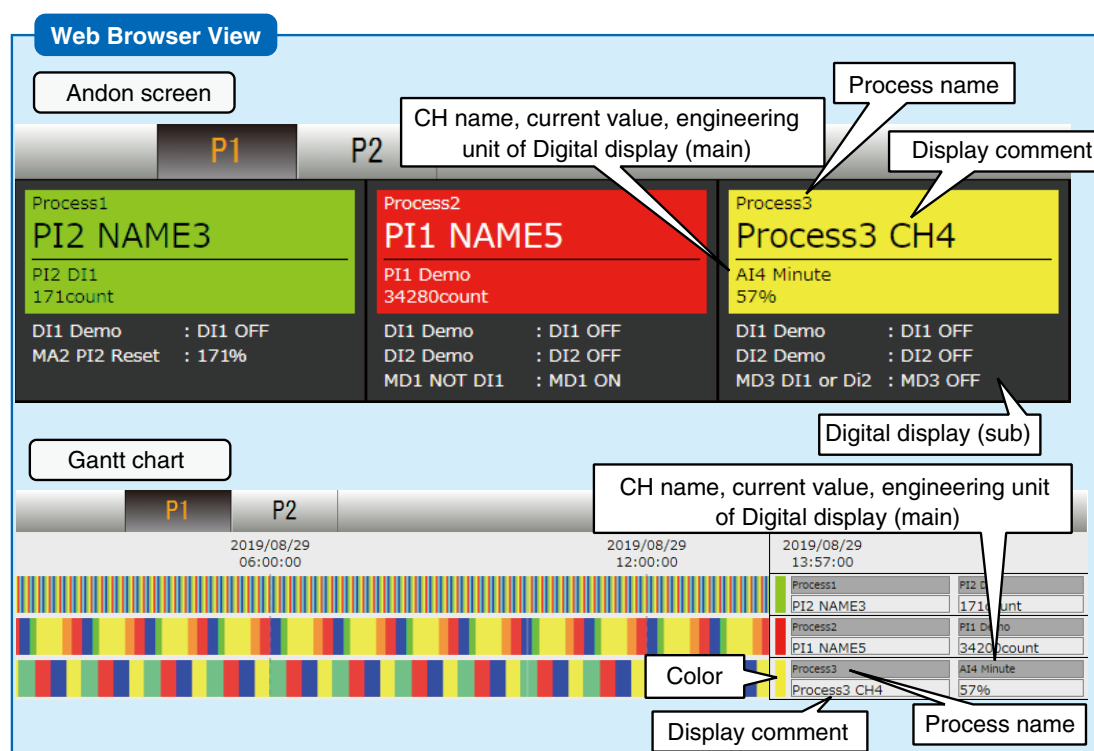 Web Browser View
Andon screen
Process name
CH name, current value, engineering
unit of Digital display (main)
Display comment
P1
P2
Process1
PI2 NAME3
PI2 DI1
171count
DI1 Demo : DI1 OFF
MA2 PI2 Reset : 171%
Process2
PI1 NAME5
PI1 Demo
34280count
DI1 Demo : DI1 OFF
DI2 Demo : DI2 OFF
MD1 NOT DI1 : MD1 ON
Process3
Process3 CH4
AI4 Minute
57%
DI1 Demo : DI1 OFF
DI2 Demo : DI2 OFF
MD3 DI1 or Di2 : MD3 OFF
Digital display (sub)
Gantt chart
CH name, current value, engineering unit
of Digital display (main)
P1
P2
2019/08/29
06:00:00
2019/08/29
12:00:00
2019/08/29
13:57:00
Process1
PI2
PI2 NAME3
Process2
PI1
PI1 NAME5
Process3
AI4 Minute
Process3 CH4
57%
Color
Display comment
Process name